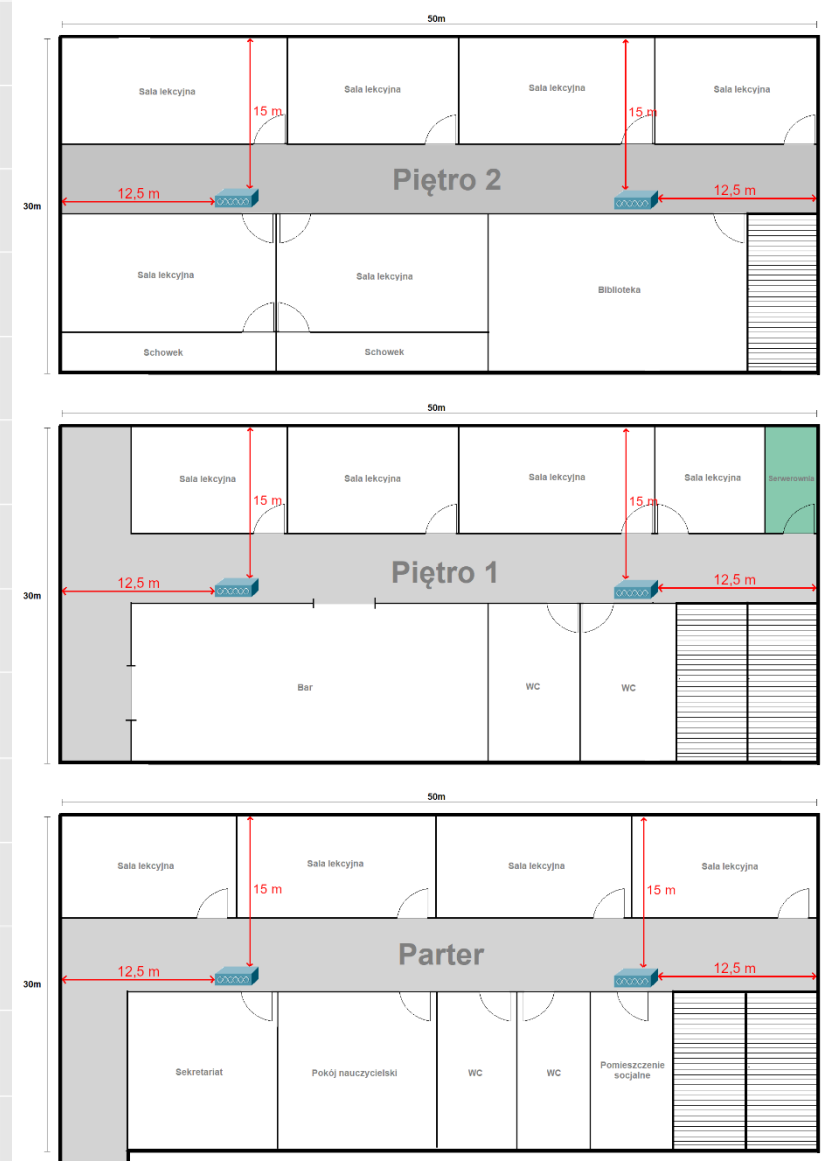 50m
Sala lekcyjna
Sala lekcyjna
Sala lekcyjna
Sala lekcyjna
15 m
15 m
Piętro 2
12,5 m
12,5 m
30m
Sala lekcyjna
Sala lekcyjna
Biblioteka
Schowek
Schowek
50m
Sala lekcyjna
Sala lekcyjna
Sala lekcyjna
Sala lekcyjna
Serwerownia
15 m
15 m
Piętro 1
12,5 m
12,5 m
30m
Bar
WC
WC
50m
Sala lekcyjna
Sala lekcyjna
Sala lekcyjna
Sala lekcyjna
15 m
15 m
Parter
12,5 m
12,5 m
30m
Sekretariat
Pokój nauczycielski
WC
WC
Pomieszczenie
socjalne